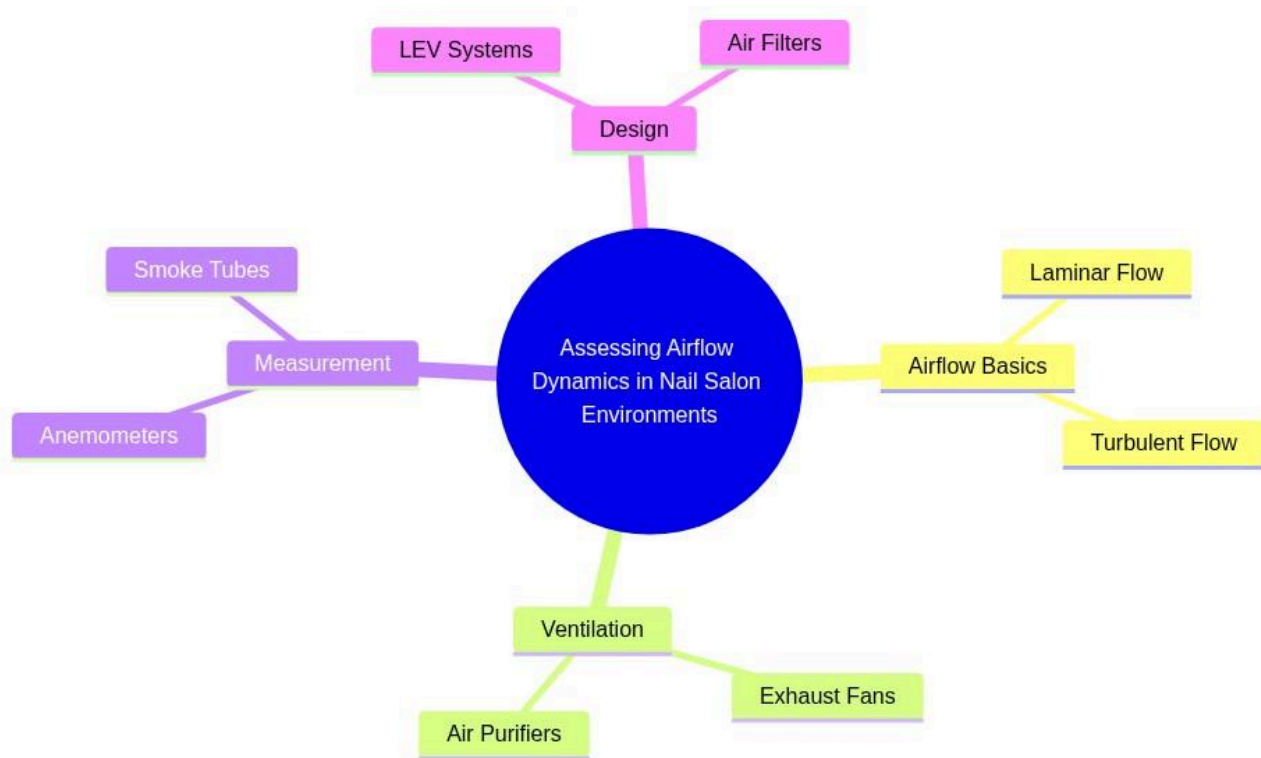 LEV Systems
Air Filters
Design
Smoke Tubes
Measurement
Anemometers
Assessing Airflow
Dynamics in Nail Salon
Environments
Laminar Flow
Airflow Basics
Turbulent Flow
Ventilation
Exhaust Fans
Air Purifiers